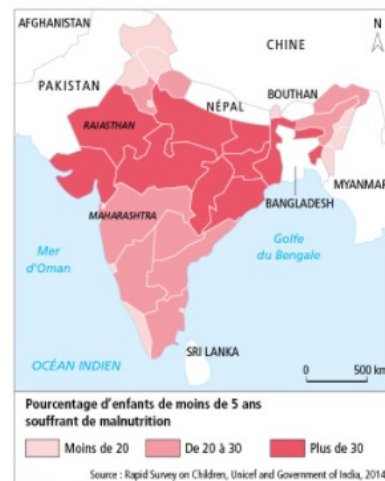 AFGHANISTAN
N
CHINE
PAKISTAN
NÉPAL
BOUTHAN
RAJASTHAN
MYANMAR
BANGLADESH
MAHARASHTRA
Mer
d'Oman
Golfe
du Bengale
SRI LANKA
OCÉAN INDIEN
0 500 km
Pourcentage d'enfants de moins de 5 ans
souffrant de malnutrition
Moins de 20 De 20 à 30 Plus de 30
Source : Rapid Survey on Children, Unicef and Government of India, 2014